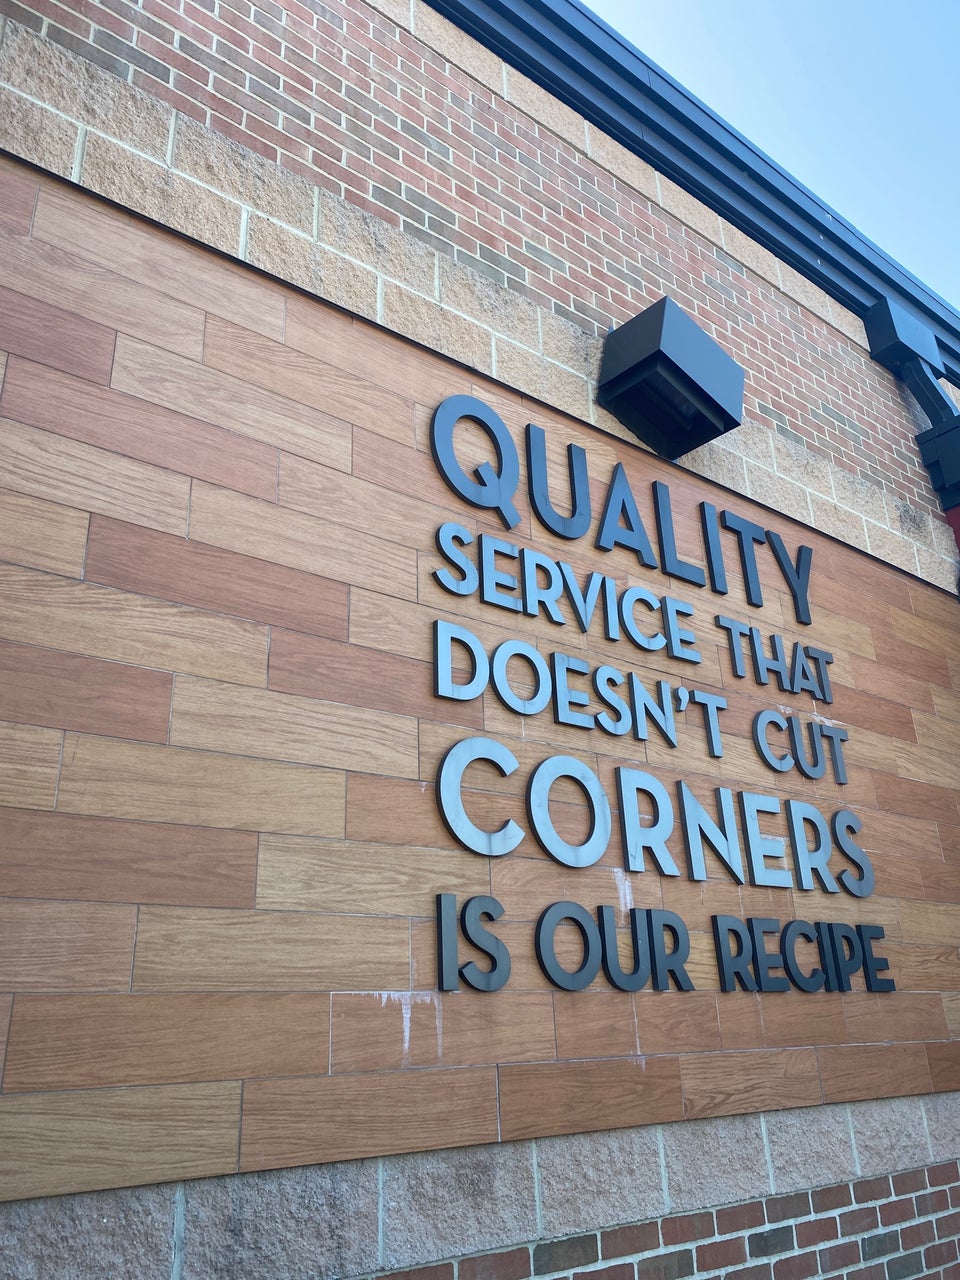 QUALITY
SERVICE THAT
DOESN'T CUT
CORNERS
IS OUR RECIPE